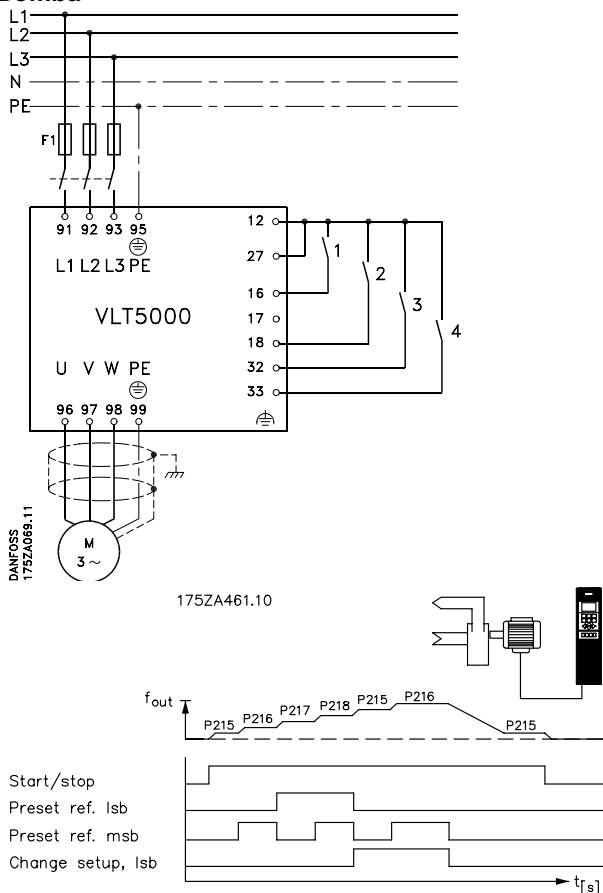 L1
L2
L3
N
PE
F1
91 92 93 95
L1 L2 L3 PE
12
27
16
17
18
32
33
1
2
3
4
VLT5000
U V W PE
96 97 98 99
M
3 ~
DANFOSS
175ZA069.11
175ZA461.10
fout
P215 P216 P217 P218 P215 P216 P215
Start/stop
Preset ref. lsb
Preset ref. msb
Change setup, lsb
t[s]